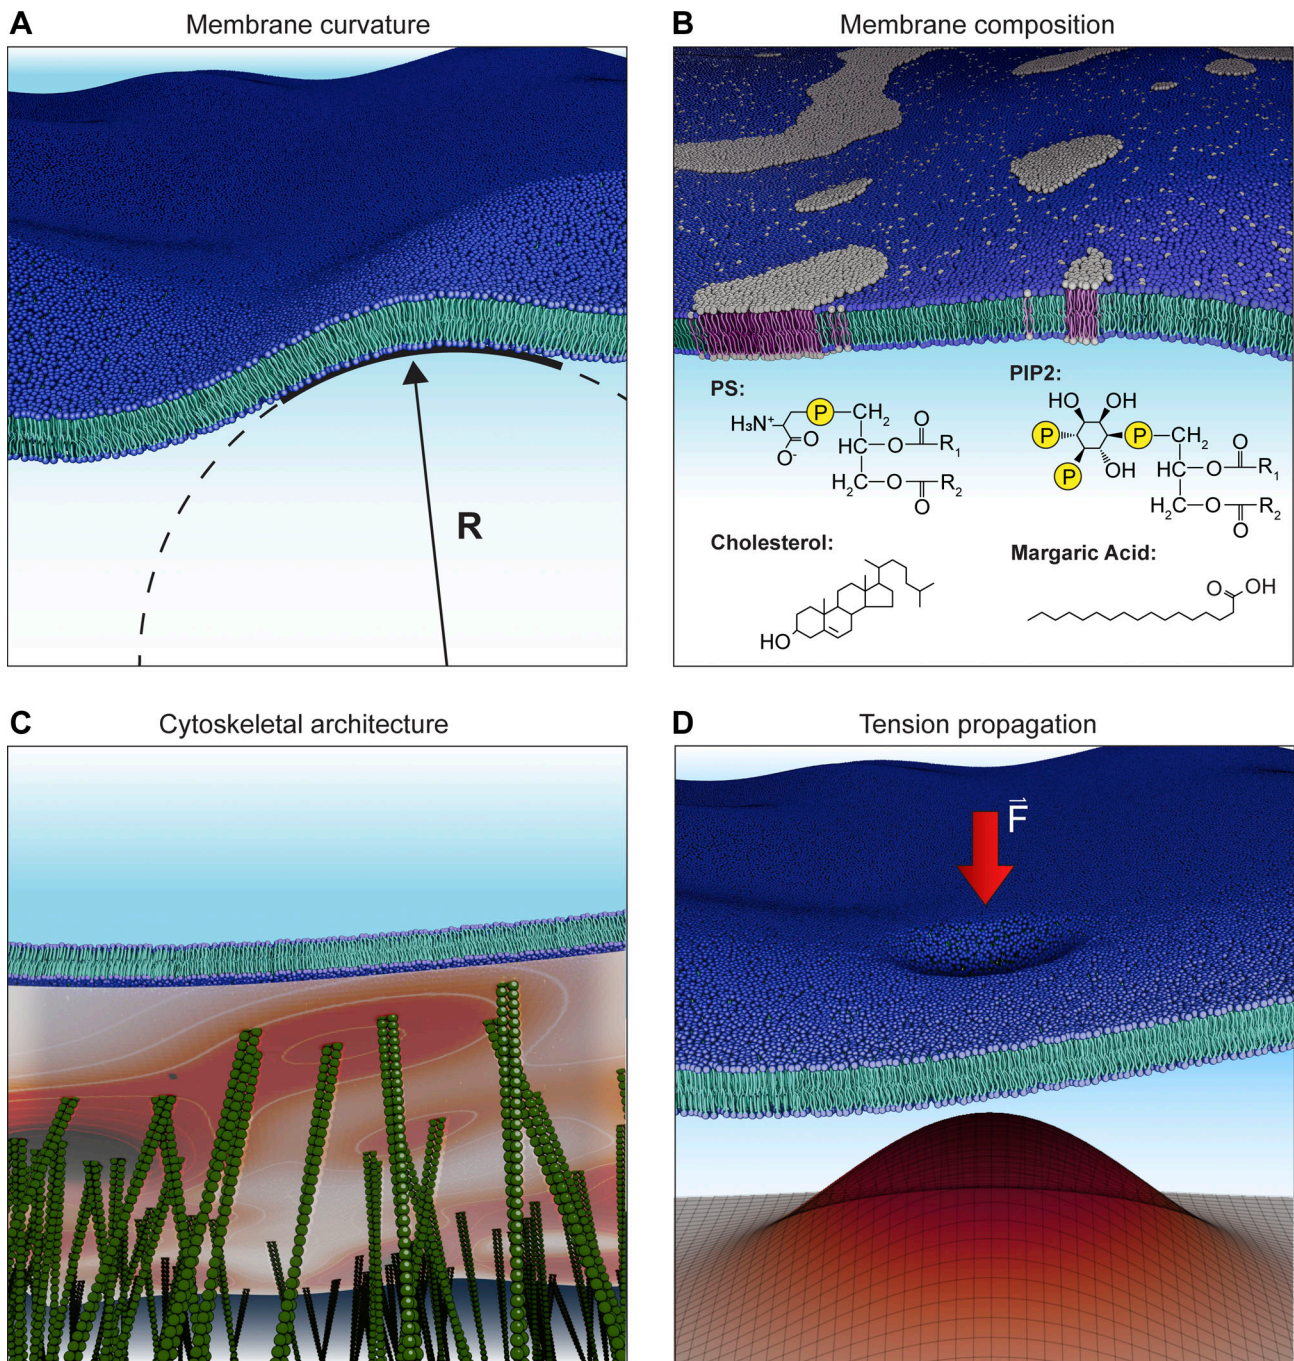 A Membrane curvature
R
B Membrane composition
PS:
H₃N⁺ P CH₂
O HC O R₁
O⁻ O
H₂C O R₂
O
PIP2:
HO OH
P P CH₂
P OH HC O R₁
O
H₂C O R₂
O
Cholesterol:
HO
Margaric Acid:
O OH
C Cytoskeletal architecture
D Tension propagation
F⃗